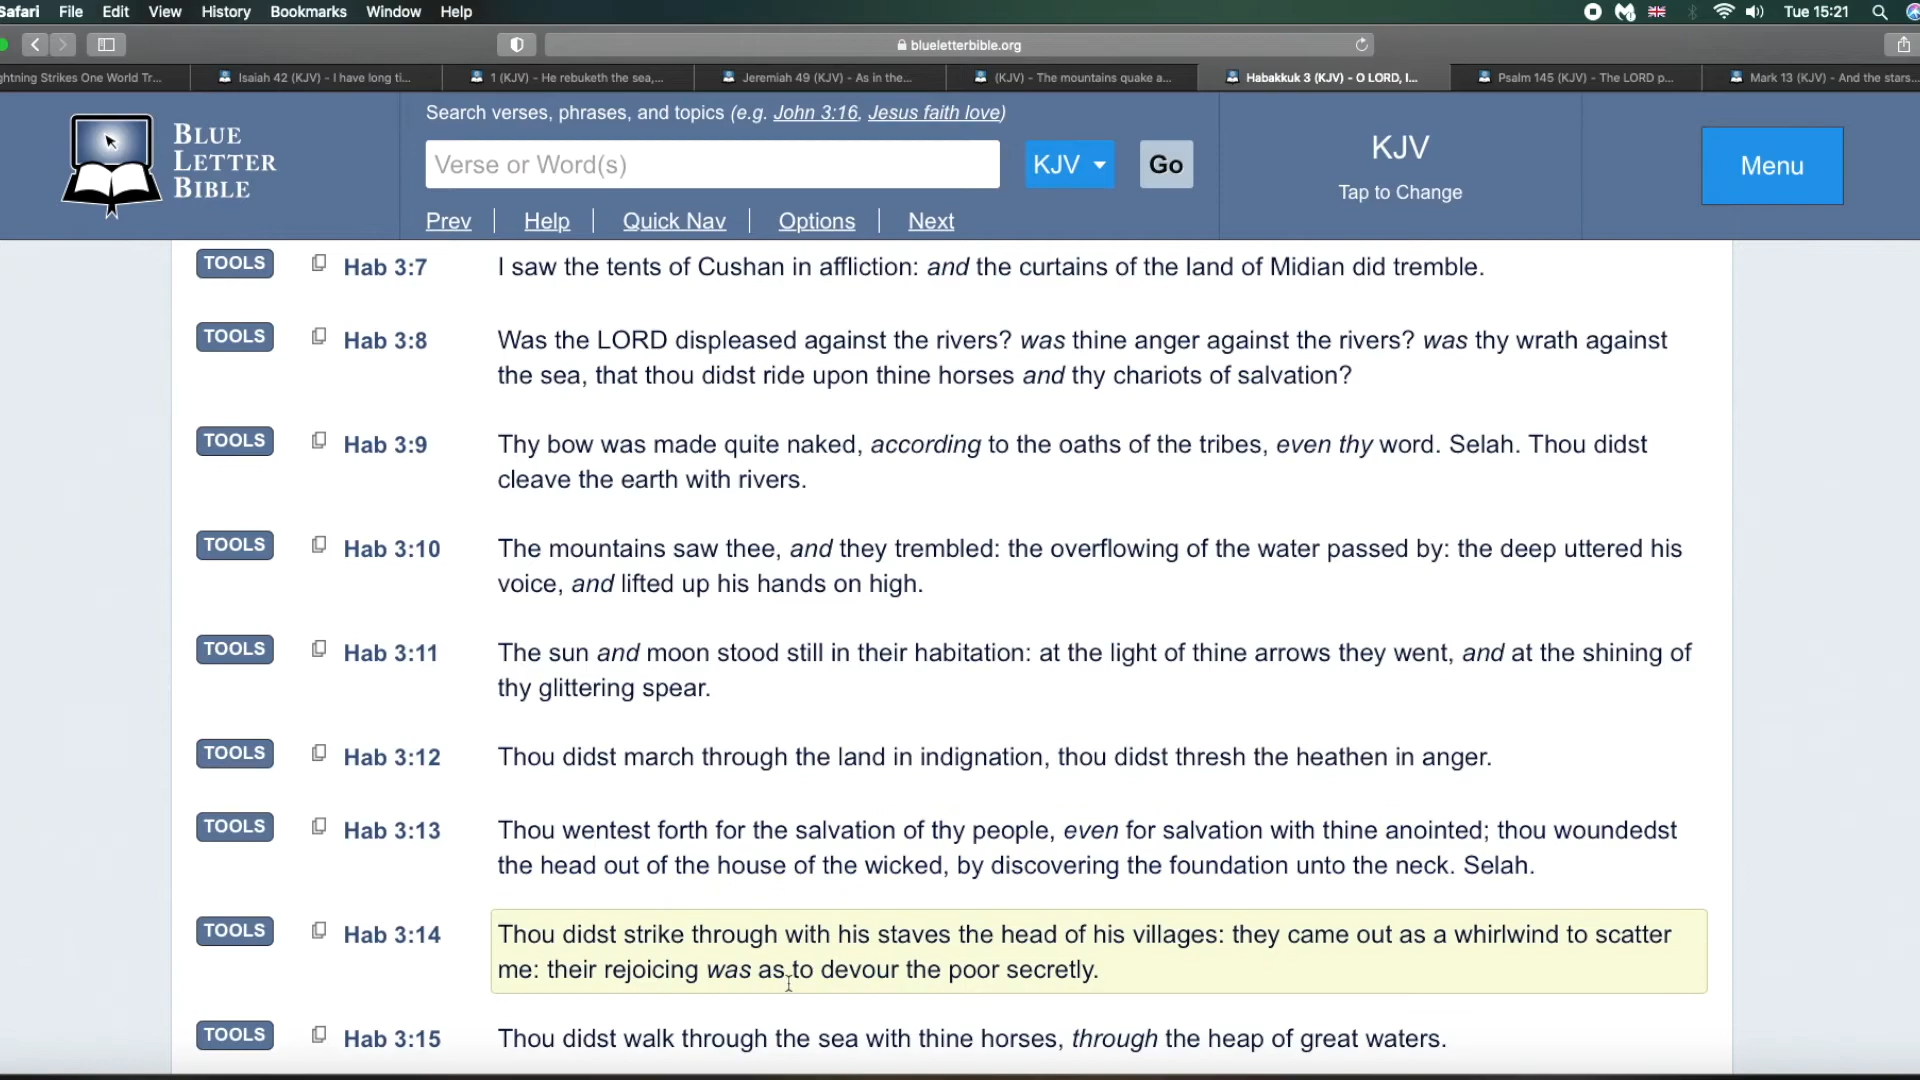 Safari File Edit View History Bookmarks Window Help Tue 15:21
blueletterbible.org
ghtning Strikes One World Tr... Isaiah 42 (KJV) - I have long ti... 1 (KJV) - He rebuketh the sea,... Jeremiah 49 (KJV) - As in the... (KJV) - The mountains quake a... Habakkuk 3 (KJV) - O LORD, I... Psalm 145 (KJV) - The LORD p... Mark 13 (KJV) - And the stars...
BLUE
LETTER
BIBLE
Search verses, phrases, and topics (e.g. John 3:16, Jesus faith love)
Verse or Word(s) KJV Go
Prev Help Quick Nav Options Next
KJV
Tap to Change
Menu
TOOLS Hab 3:7 I saw the tents of Cushan in affliction: and the curtains of the land of Midian did tremble.
TOOLS Hab 3:8 Was the LORD displeased against the rivers? was thine anger against the rivers? was thy wrath against
the sea, that thou didst ride upon thine horses and thy chariots of salvation?
TOOLS Hab 3:9 Thy bow was made quite naked, according to the oaths of the tribes, even thy word. Selah. Thou didst
cleave the earth with rivers.
TOOLS Hab 3:10 The mountains saw thee, and they trembled: the overflowing of the water passed by: the deep uttered his
voice, and lifted up his hands on high.
TOOLS Hab 3:11 The sun and moon stood still in their habitation: at the light of thine arrows they went, and at the shining of
thy glittering spear.
TOOLS Hab 3:12 Thou didst march through the land in indignation, thou didst thresh the heathen in anger.
TOOLS Hab 3:13 Thou wentest forth for the salvation of thy people, even for salvation with thine anointed; thou woundedst
the head out of the house of the wicked, by discovering the foundation unto the neck. Selah.
TOOLS Hab 3:14 Thou didst strike through with his staves the head of his villages: they came out as a whirlwind to scatter
me: their rejoicing was as to devour the poor secretly.
TOOLS Hab 3:15 Thou didst walk through the sea with thine horses, through the heap of great waters.